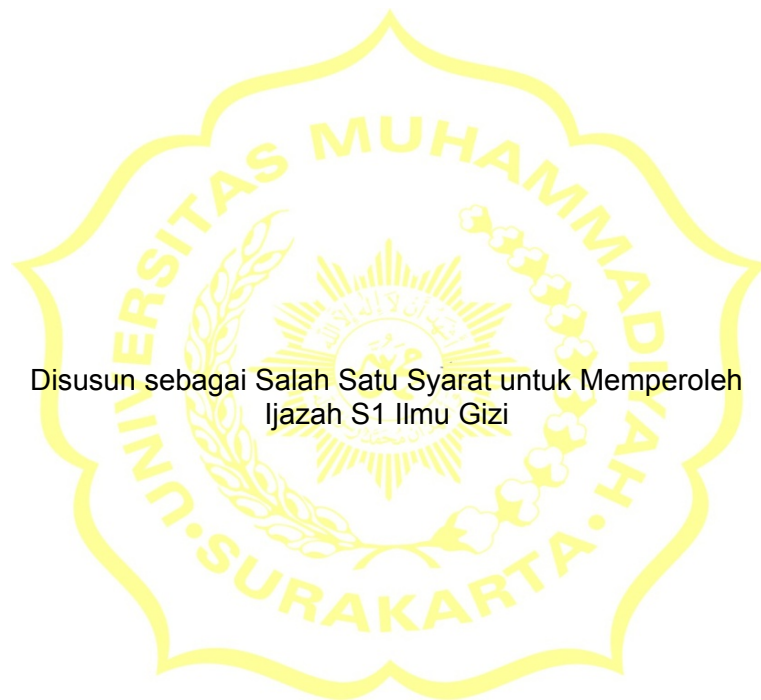 UNIVERSITAS MUHAMMADIYAH
Disusun sebagai Salah Satu Syarat untuk Memperoleh
Ijazah S1 Ilmu Gizi
SURAKARTA